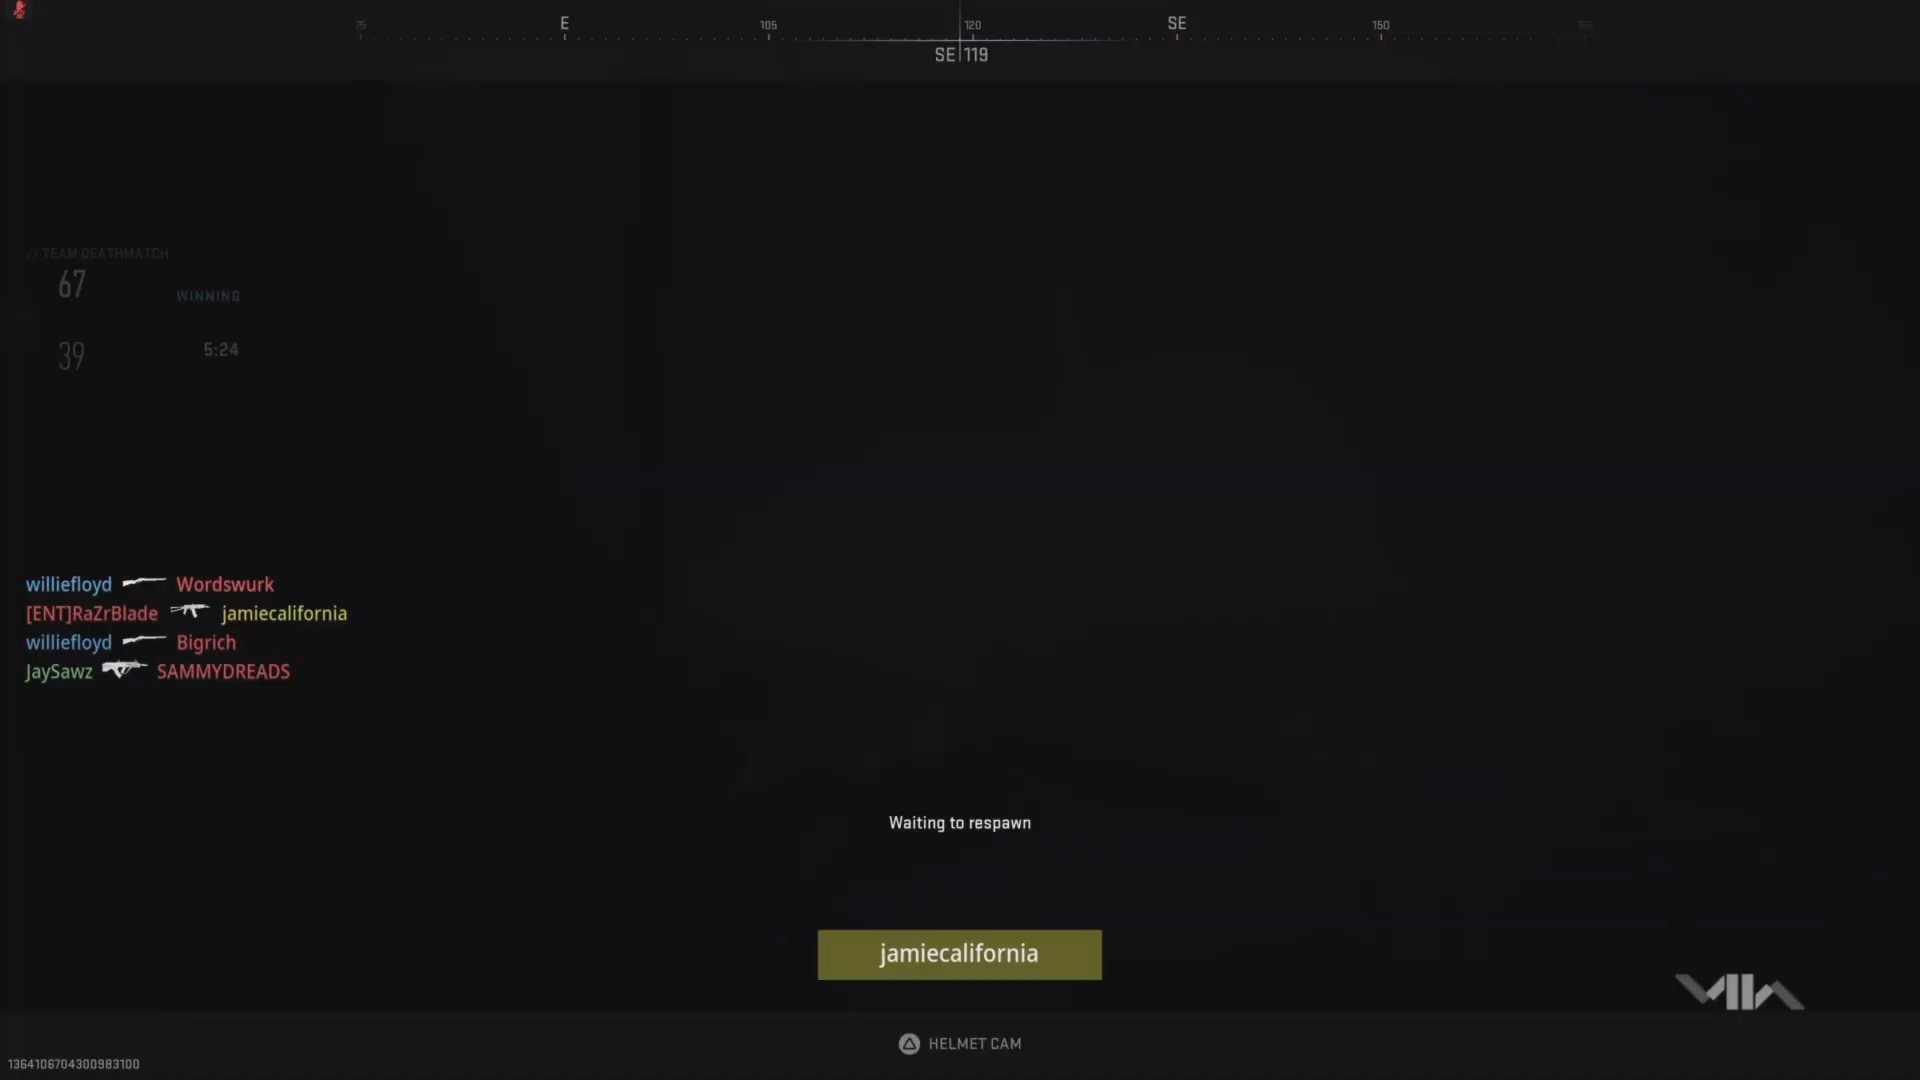 75 E 105 120 SE 150
SE 119
// TEAM DEATHMATCH
67
WINNING
39
5:24
williefloyd Wordswurk
[ENT]RaZrBlade jamiecalifornia
williefloyd Bigrich
JaySawz SAMMYDREADS
Waiting to respawn
jamiecalifornia
HELMET CAM
1364106704300983100